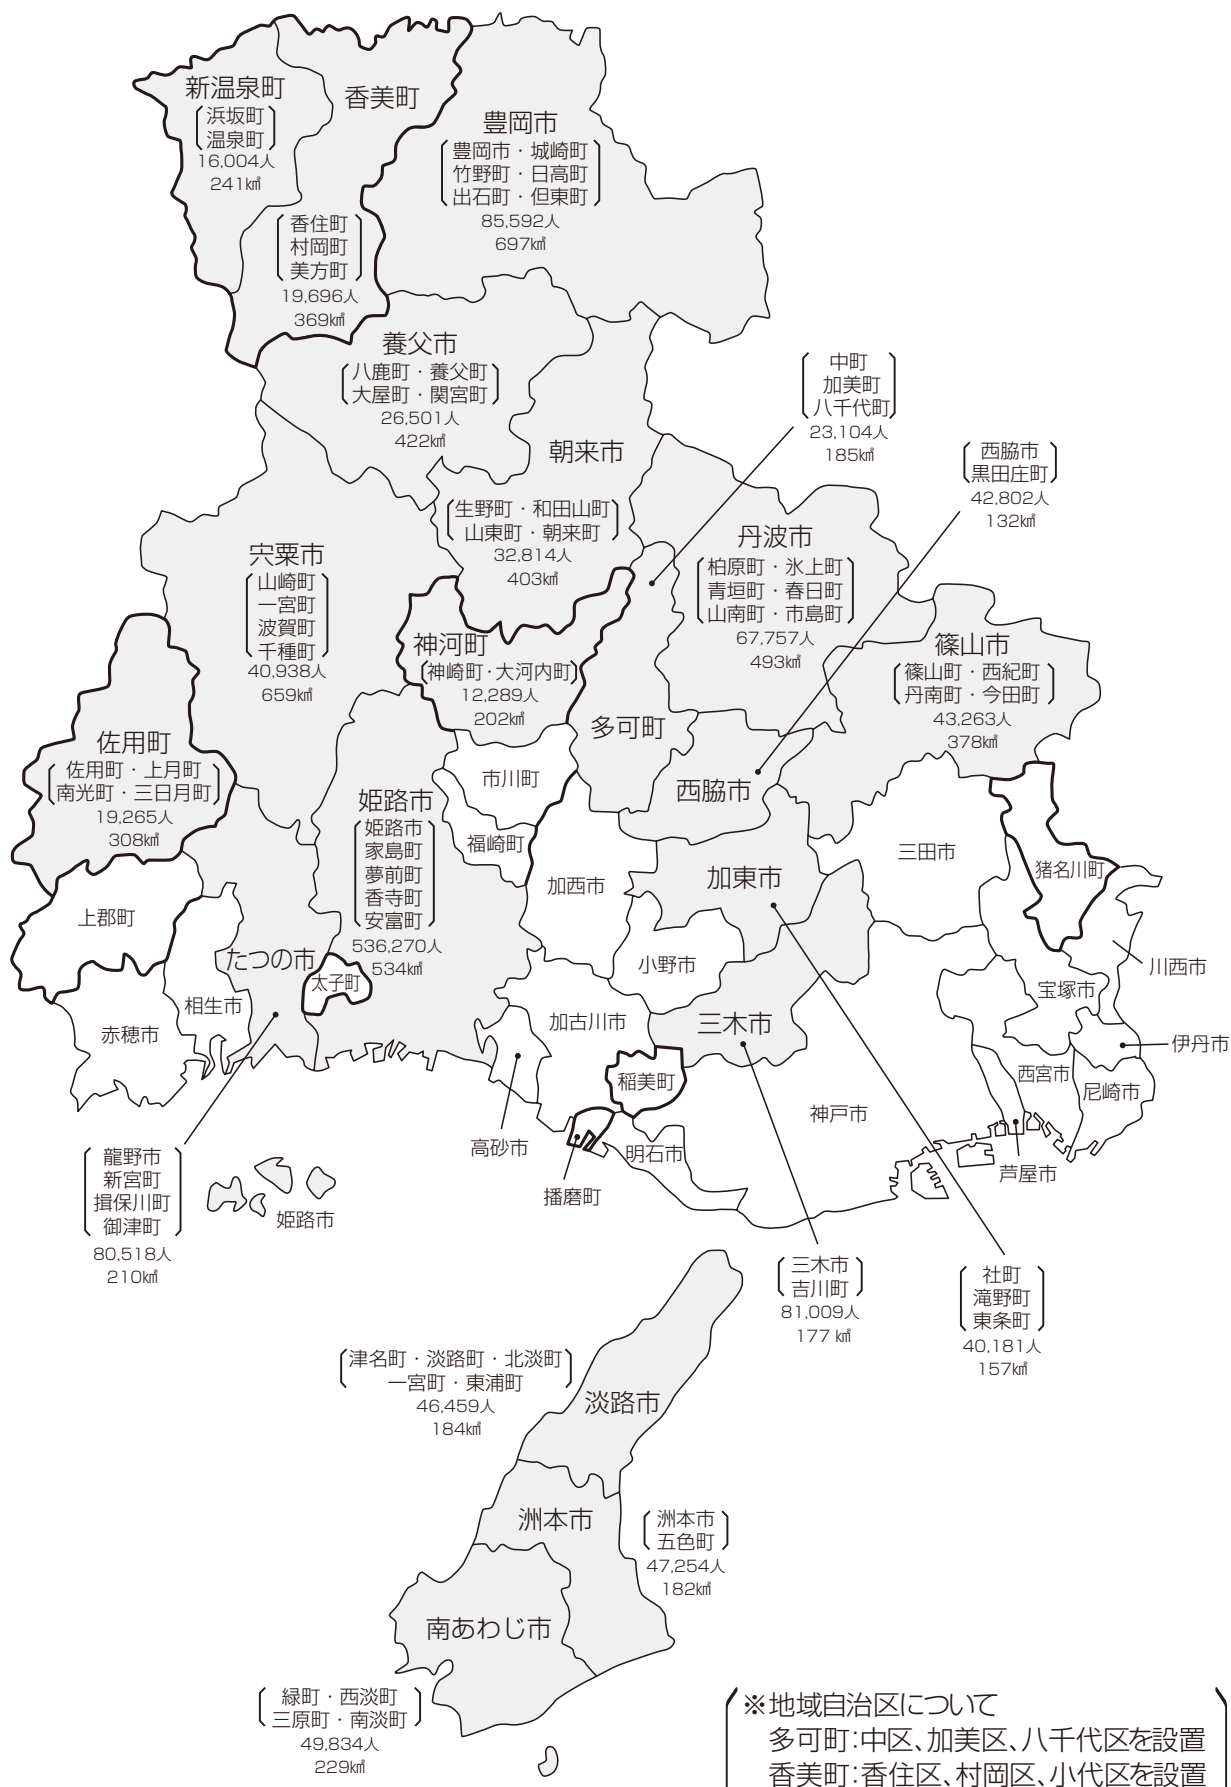 新温泉町
浜坂町
温泉町
16,004人
241㎢
香美町
香住町
村岡町
美方町
19,696人
369㎢
豊岡市
豊岡市・城崎町
竹野町・日高町
出石町・但東町
85,592人
697㎢
養父市
八鹿町・養父町
大屋町・関宮町
26,501人
422㎢
朝来市
生野町・和田山町
山東町・朝来町
32,814人
403㎢
中町
加美町
八千代町
23,104人
185㎢
西脇市
黒田庄町
42,802人
132㎢
宍粟市
山崎町
一宮町
波賀町
千種町
40,938人
659㎢
丹波市
柏原町・氷上町
青垣町・春日町
山南町・市島町
67,757人
493㎢
神河町
神崎町・大河内町
12,289人
202㎢
篠山市
篠山町・西紀町
丹南町・今田町
43,263人
378㎢
佐用町
佐用町・上月町
南光町・三日月町
19,265人
308㎢
多可町
西脇市
市川町
福崎町
姫路市
姫路市
家島町
夢前町
香寺町
安富町
536,270人
534㎢
加西市
加東市
三田市
猪名川町
上郡町
たつの市
太子町
小野市
川西市
宝塚市
相生市
赤穂市
加古川市
三木市
伊丹市
西宮市
尼崎市
稲美町
神戸市
高砂市
明石市
芦屋市
播磨町
龍野市
新宮町
揖保川町
御津町
80,518人
210㎢
姫路市
三木市
吉川町
81,009人
177 ㎢
社町
滝野町
東条町
40,181人
157㎢
津名町・淡路町・北淡町
一宮町・東浦町
46,459人
184㎢
淡路市
洲本市
洲本市
五色町
47,254人
182㎢
南あわじ市
緑町・西淡町
三原町・南淡町
49,834人
229㎢
※地域自治区について
多可町:中区、加美区、八千代区を設置
香美町:香住区、村岡区、小代区を設置